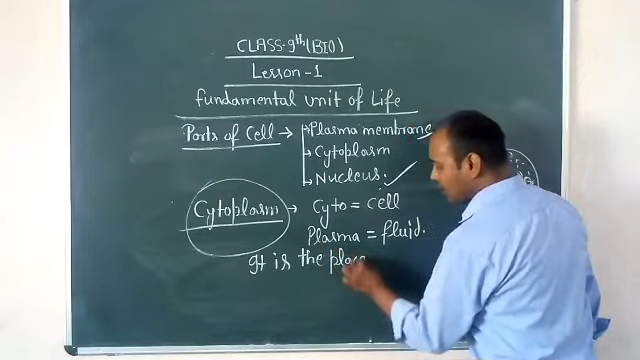 CLASS-9th (BIO)
Lesson-1
fundamental unit of Life
Parts of Cell → Plasma membrane
→ Cytoplasm
→ Nucleus.
Cytoplasm → Cyto = cell
Plasma = fluid.
It is the place